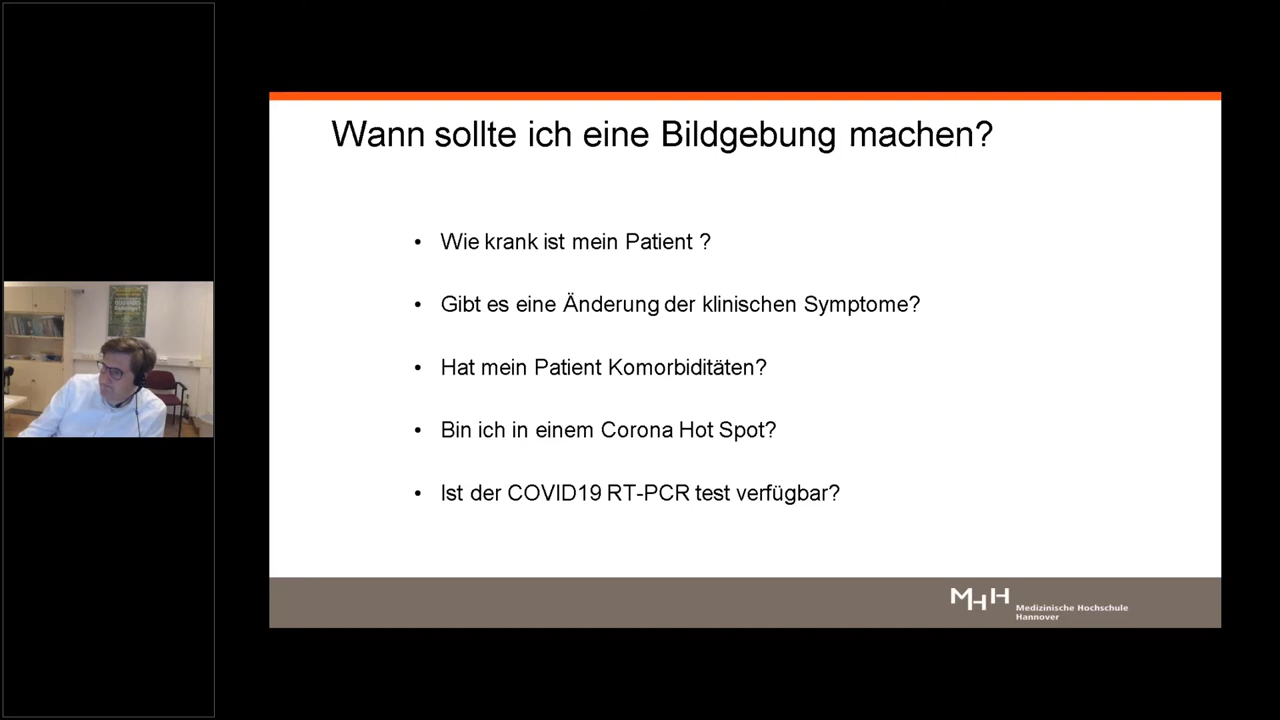 Wann sollte ich eine Bildgebung machen?
• Wie krank ist mein Patient ?
• Gibt es eine Änderung der klinischen Symptome?
• Hat mein Patient Komorbiditäten?
• Bin ich in einem Corona Hot Spot?
• Ist der COVID19 RT-PCR test verfügbar?
MHH
Medizinische Hochschule
Hannover